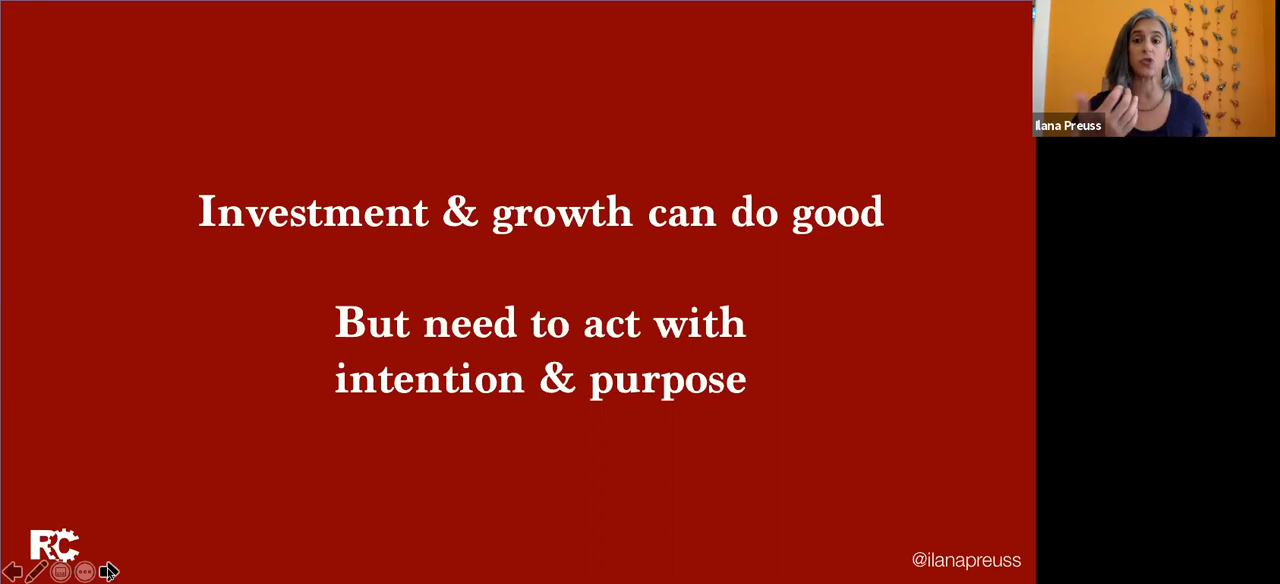 Investment & growth can do good
But need to act with
intention & purpose
Ilana Preuss
RC
@ilanapreuss